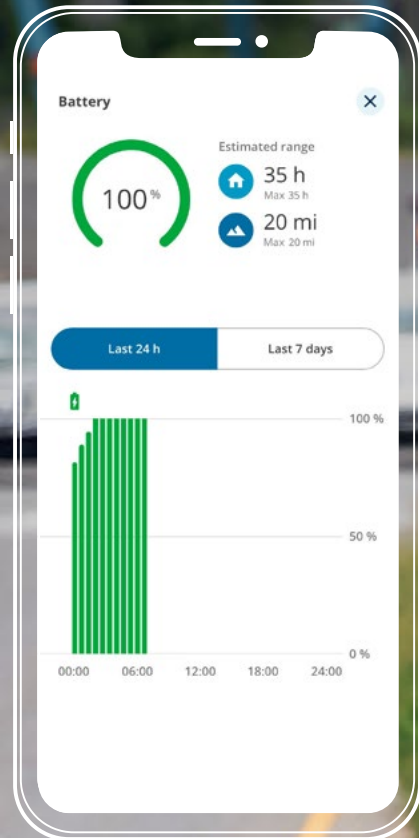 Battery
100 %
Estimated range
35 h
Max 35 h
20 mi
Max 20 mi
Last 24 h
Last 7 days
100 %
50 %
0 %
00:00
06:00
12:00
18:00
24:00